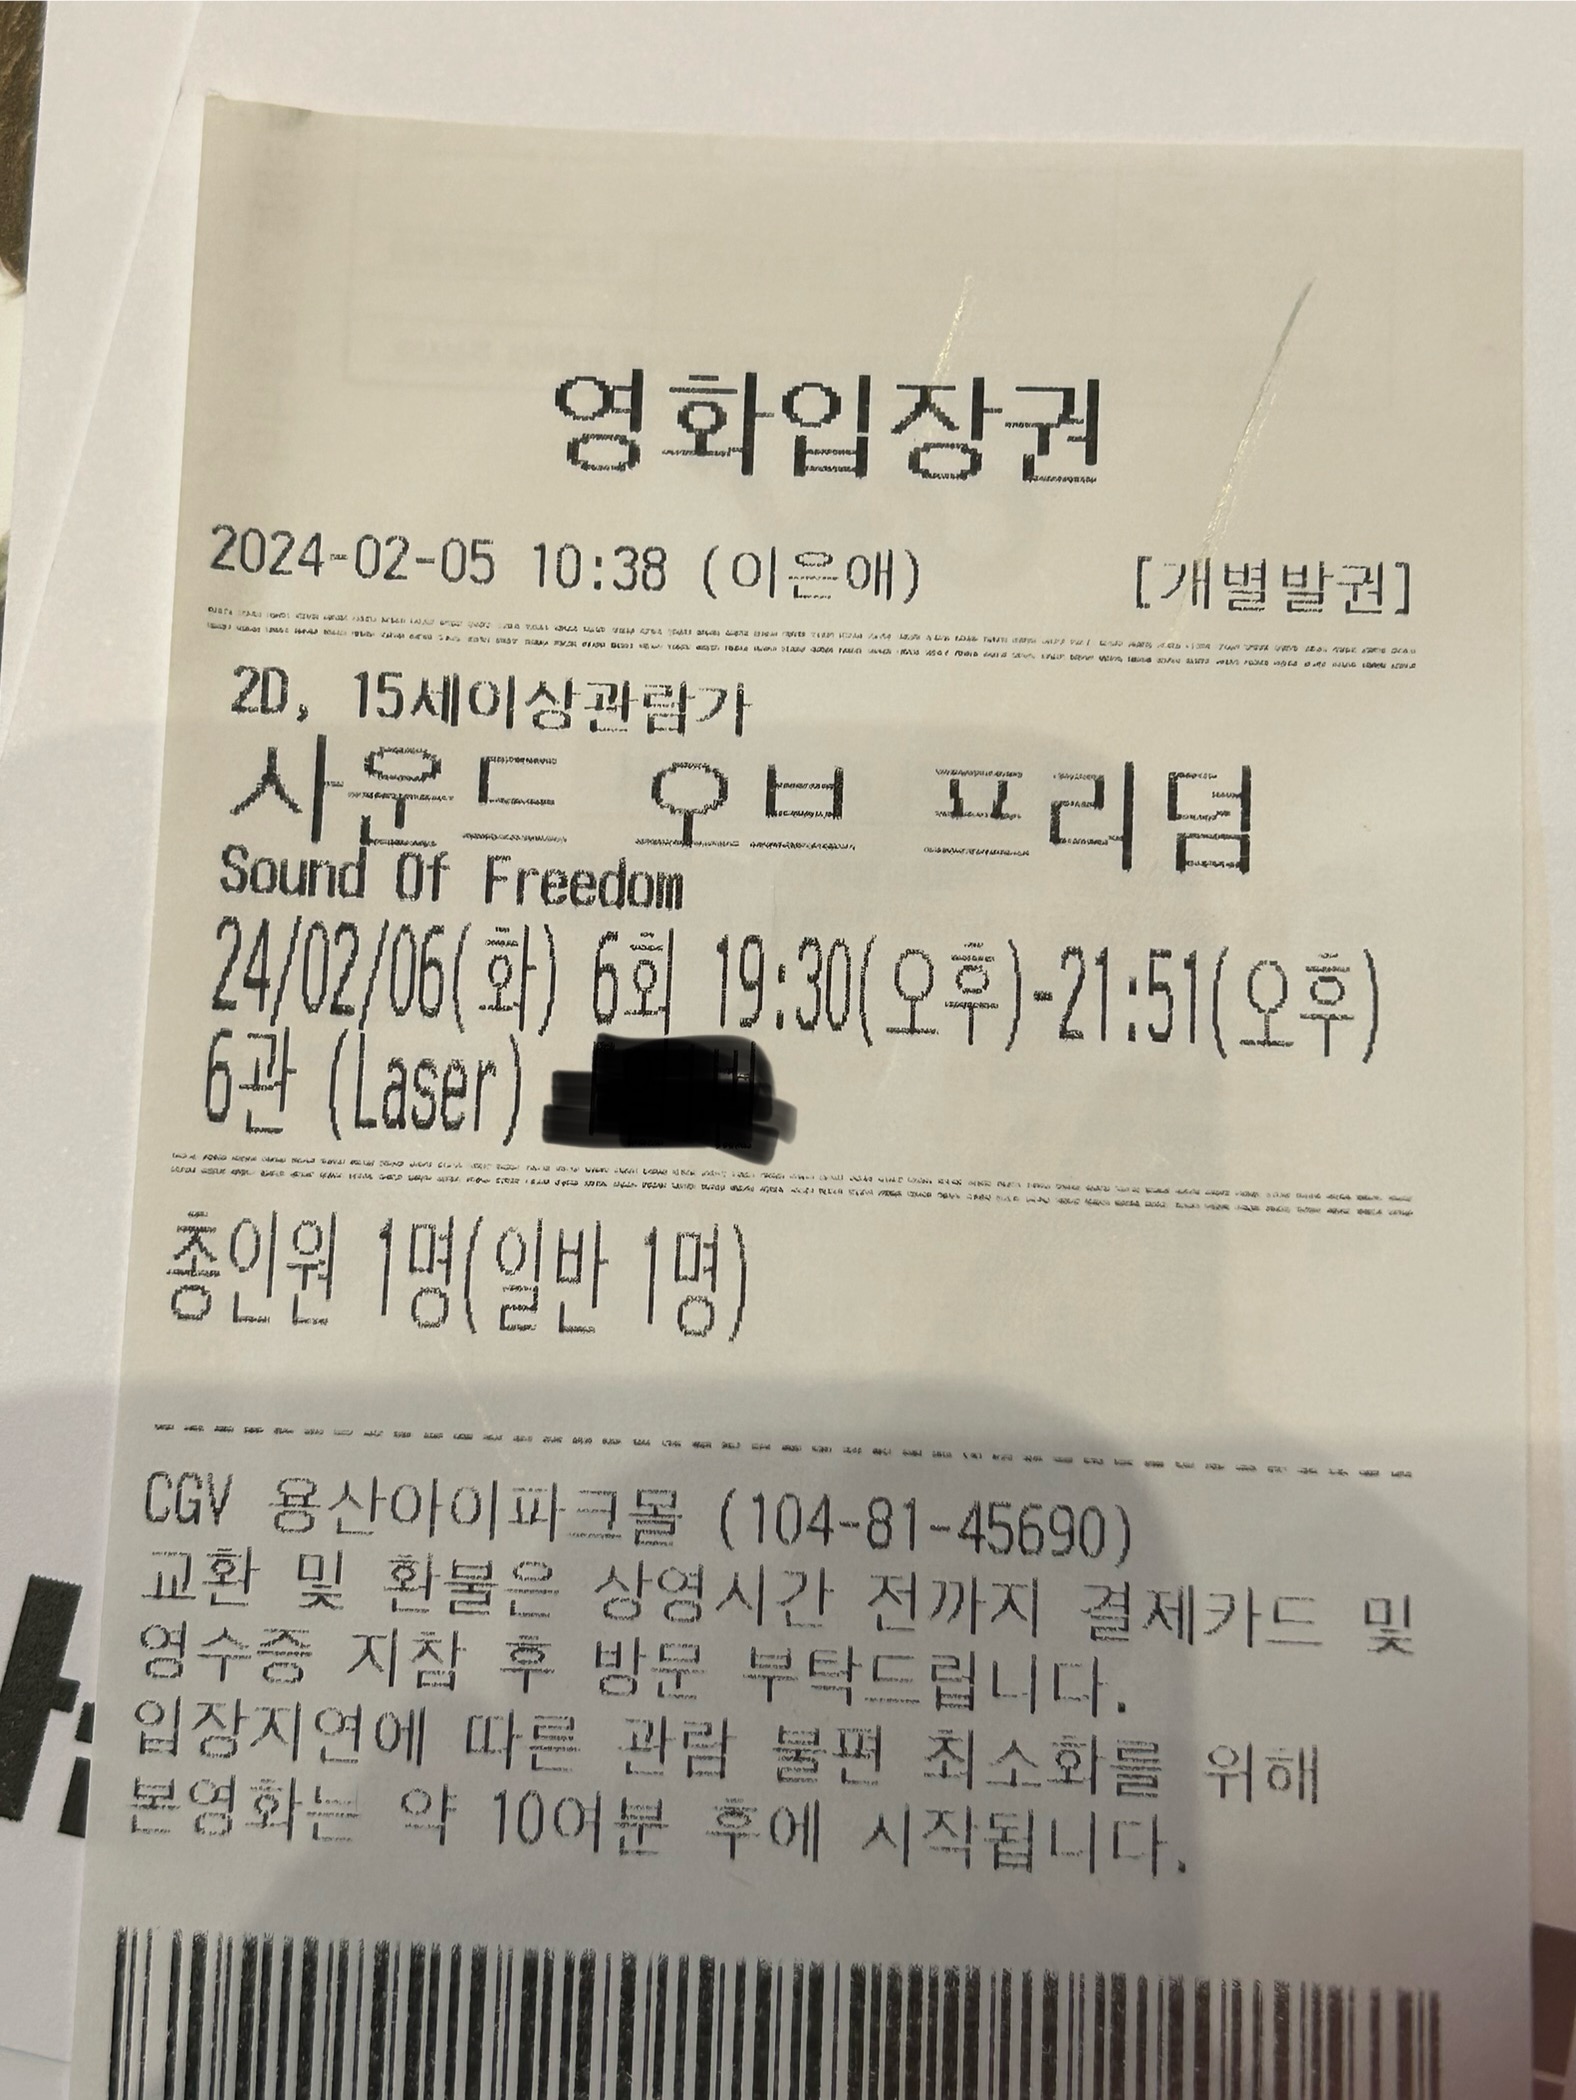 영화입장권
2024-02-05 10:38 (이은애) [개별발권]
2D, 15세이상관람가
사운드 오브 프리덤
Sound Of Freedom
24/02/06(화) 6회 19:30(오후)-21:51(오후)
6관 (Laser)
총인원 1명(일반 1명)
CGV 용산아이파크몰 (104-81-45690)
교환 및 환불은 상영시간 전까지 결제카드 및
영수증 지참 후 방문 부탁드립니다.
입장지연에 따른 관람 불편 최소화를 위해
본영화는 약 10여분 후에 시작됩니다.